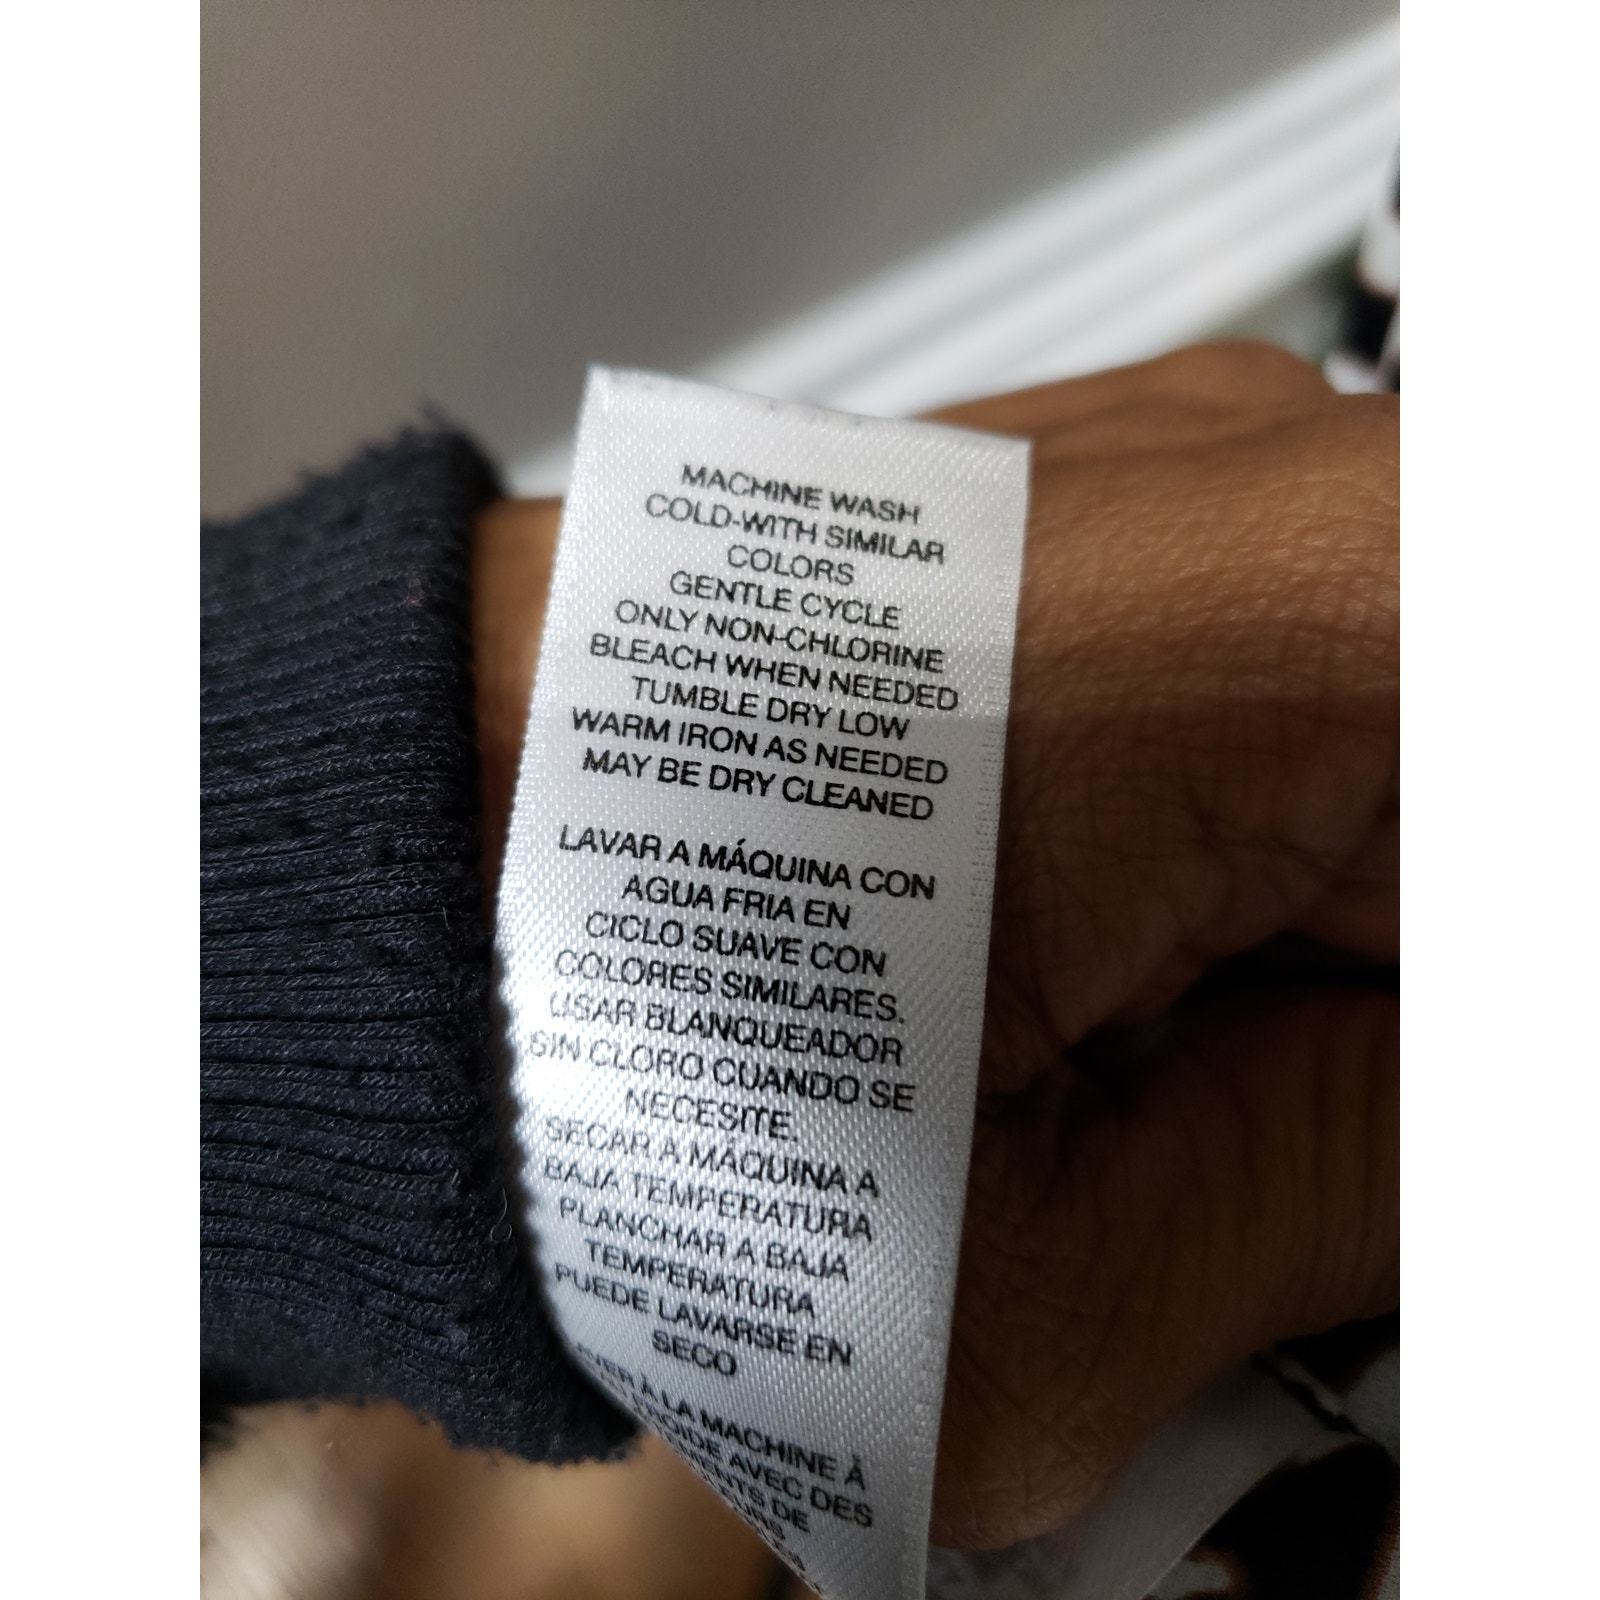 MACHINE WASH
COLD-WITH SIMILAR
COLORS
GENTLE CYCLE
ONLY NON-CHLORINE
BLEACH WHEN NEEDED
TUMBLE DRY LOW
WARM IRON AS NEEDED
MAY BE DRY CLEANED
LAVAR A MÁQUINA CON
AGUA FRIA EN
CICLO SUAVE CON
COLORES SIMILARES.
USAR BLANQUEADOR
SIN CLORO CUANDO SE
NECESITE.
SECAR A MÁQUINA A
BAJA TEMPERATURA
PLANCHAR A BAJA
TEMPERATURA
PUEDE LAVARSE EN
SECO
À LA MACHINE À
AVEC DES
DE